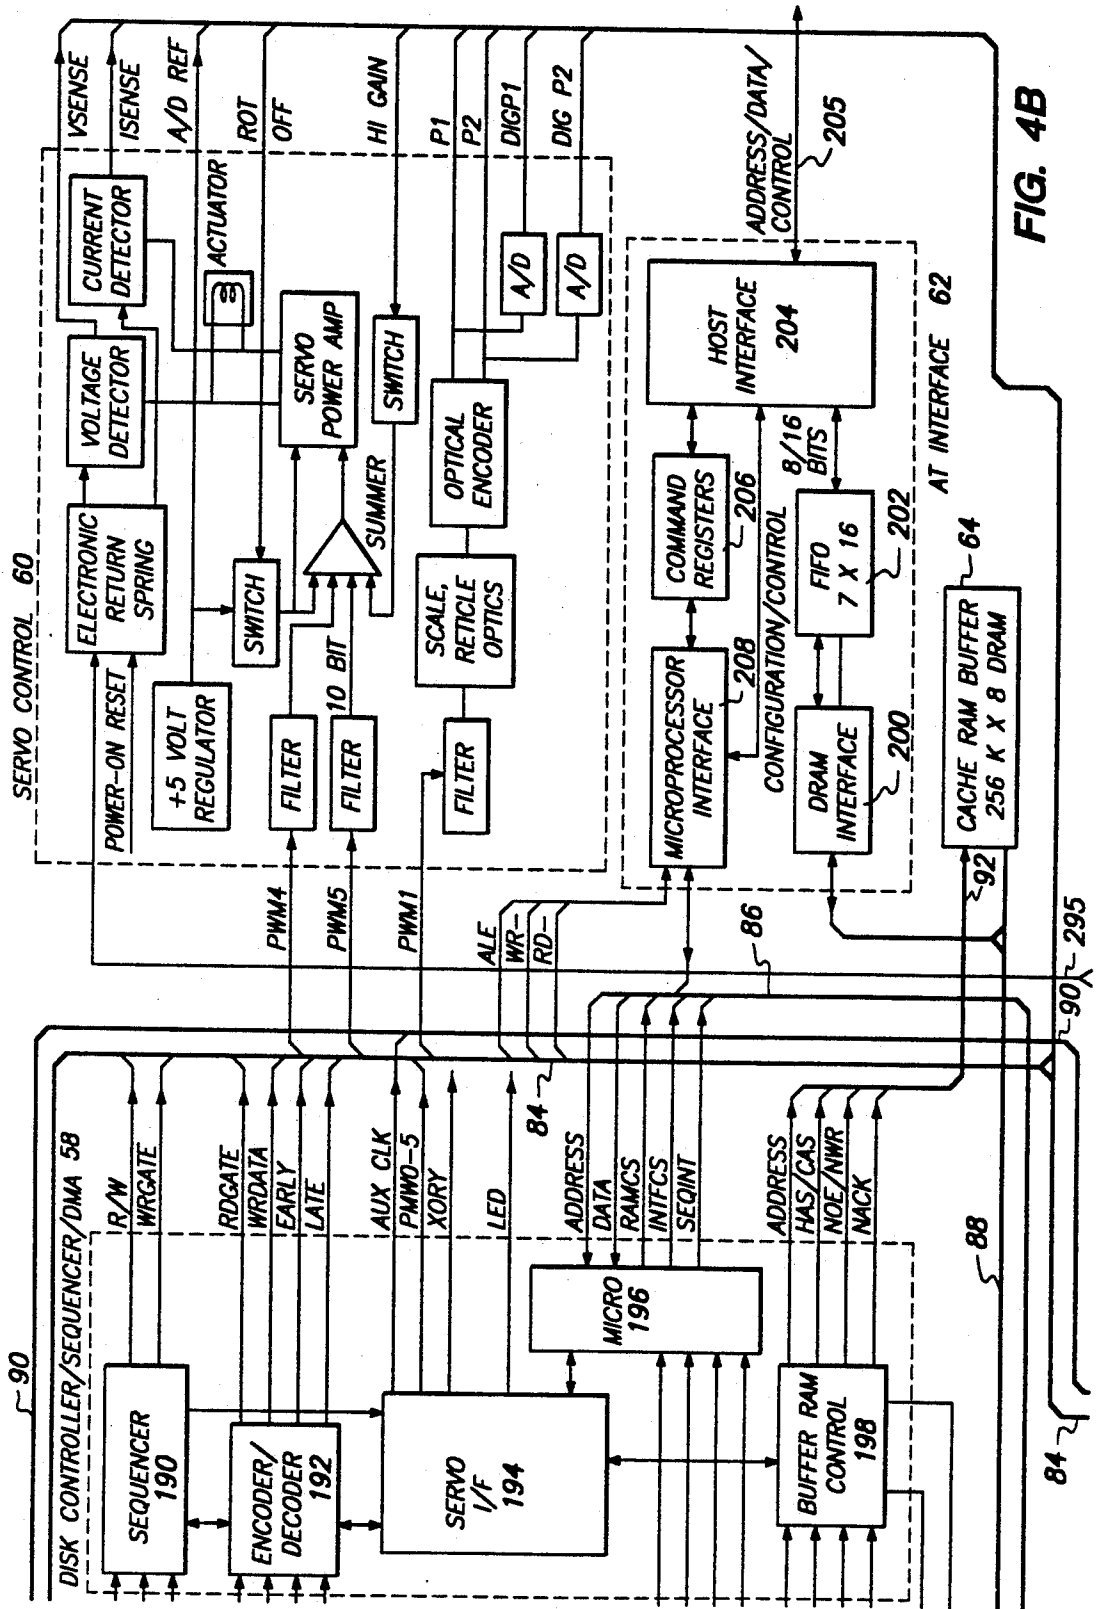 SERVO CONTROL 60
POWER-ON RESET
ELECTRONIC
RETURN
SPRING
VOLTAGE
DETECTOR
CURRENT
DETECTOR
VSENSE
ISENSE
A/D REF
ROT
OFF
HI GAIN
P1
P2
DIGP1
DIG P2
+5 VOLT
REGULATOR
SWITCH
ACTUATOR
SERVO
POWER AMP
SWITCH
SUMMER
FILTER
FILTER
10 BIT
FILTER
SCALE,
RETICLE
OPTICS
OPTICAL
ENCODER
A/D
A/D
PWM4
PWM5
PWM1
ALE
WR-
RD-
MICROPROCESSOR
INTERFACE
208
COMMAND
REGISTERS
206
HOST
INTERFACE
204
ADDRESS/DATA/
CONTROL
205
CONFIGURATION/CONTROL
8/16
BITS
DRAM
INTERFACE
200
FIFO
7 X 16
202
AT INTERFACE 62
CACHE RAM BUFFER
256 K X 8 DRAM
64
92
86
295
90
FIG. 4B
90
DISK CONTROLLER/SEQUENCER/DMA 58
SEQUENCER
190
R/W
WRGATE
ENCODER/
DECODER
192
RDGATE
WRDATA
EARLY
LATE
SERVO
I/F
194
AUX CLK
PMWO-5
XORY
LED
84
MICRO
196
ADDRESS
DATA
RAMCS
INTFCS
SEQINT
BUFFER RAM
CONTROL
198
ADDRESS
HAS/CAS
NOE/NWR
NACK
88
84